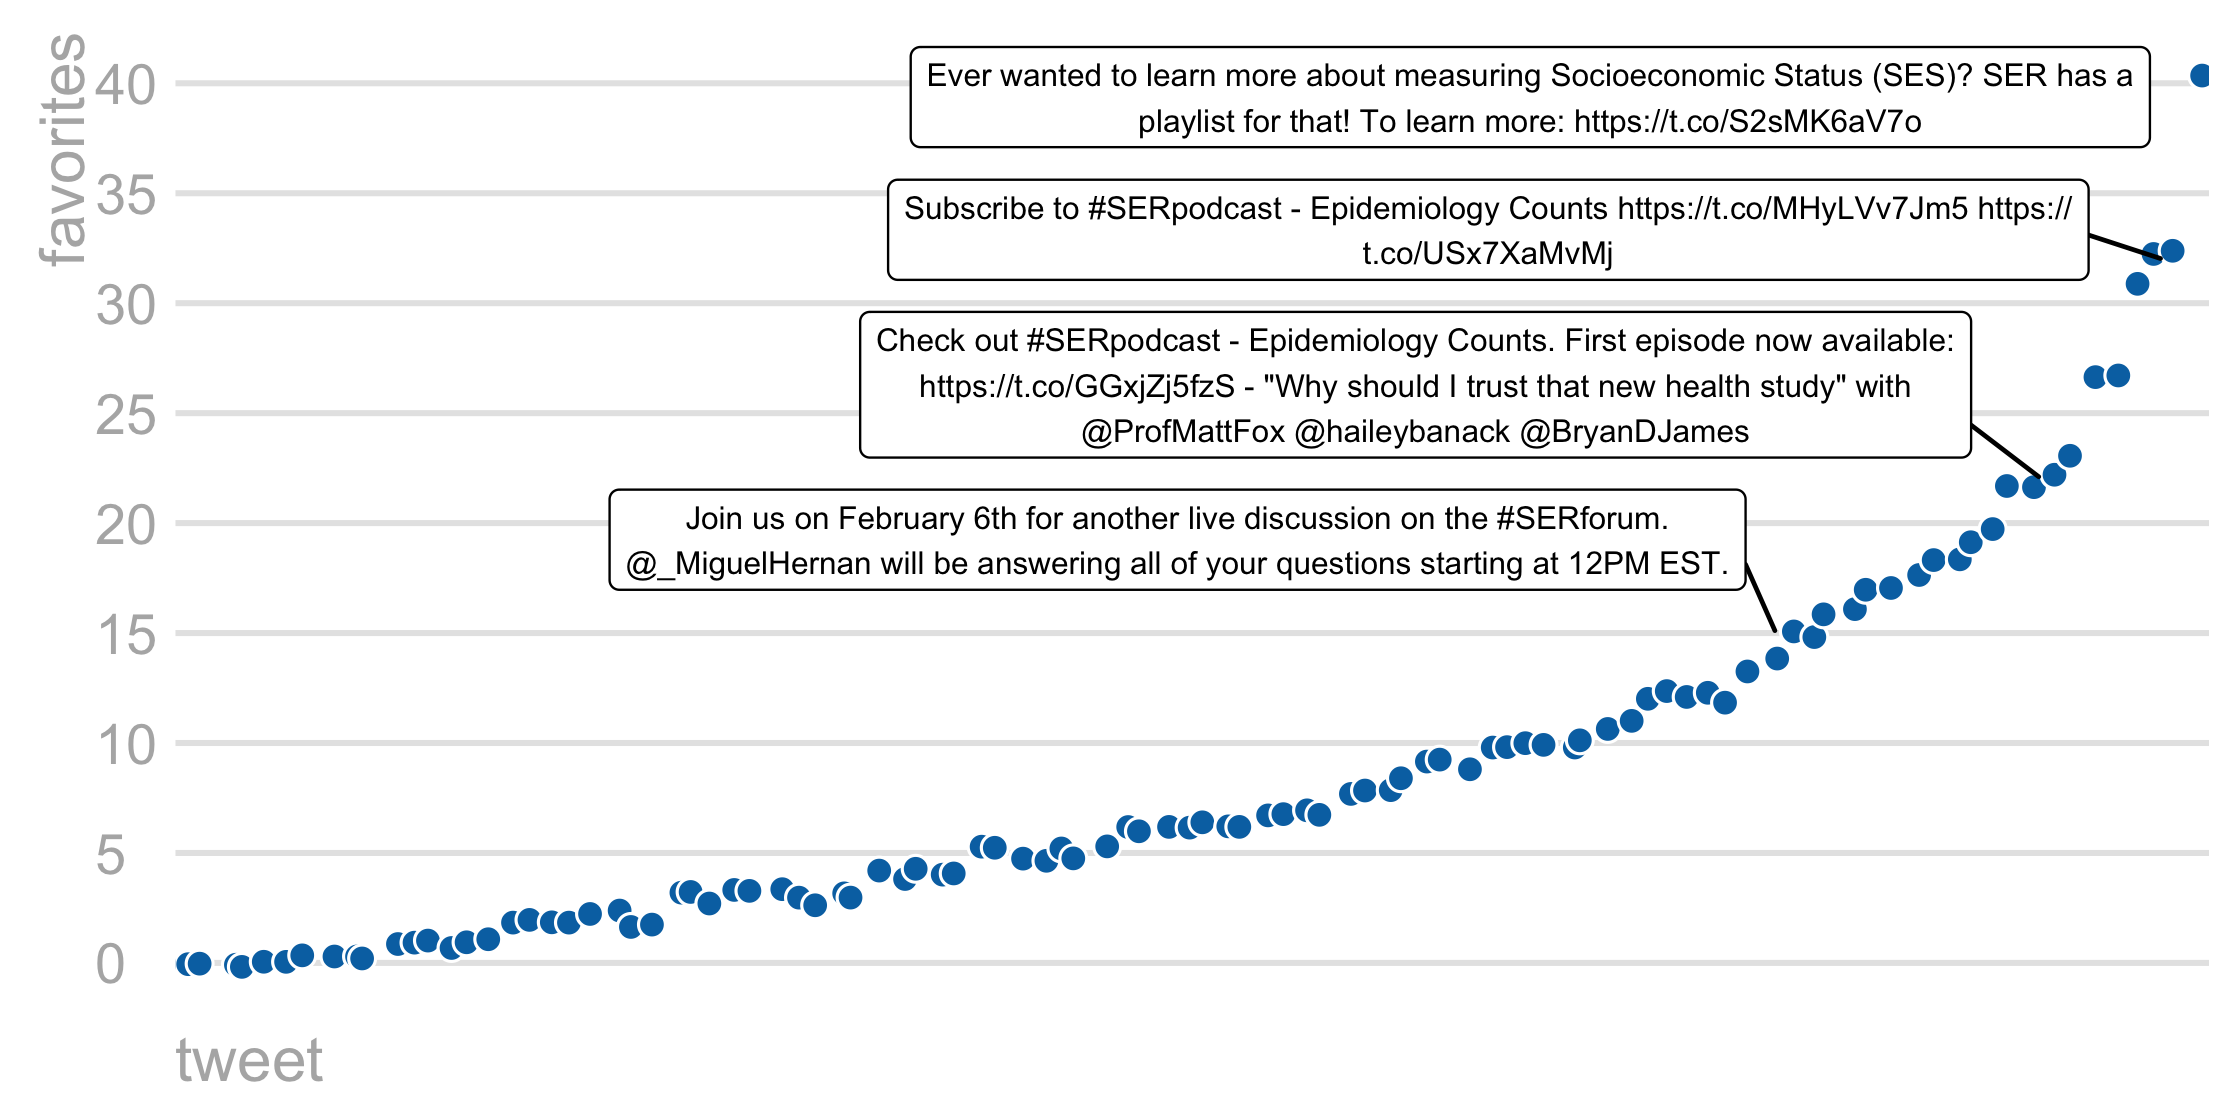 favorites
40
35
30
25
20
15
10
5
0
Ever wanted to learn more about measuring Socioeconomic Status (SES)? SER has a
playlist for that! To learn more: https://t.co/S2sMK6aV7o
Subscribe to #SERpodcast - Epidemiology Counts https://t.co/MHyLVv7Jm5 https://
t.co/USx7XaMvMj
Check out #SERpodcast - Epidemiology Counts. First episode now available:
https://t.co/GGxjZj5fzS - "Why should I trust that new health study" with
@ProfMattFox @haileybanack @BryanDJames
Join us on February 6th for another live discussion on the #SERforum.
@_MiguelHernan will be answering all of your questions starting at 12PM EST.
tweet